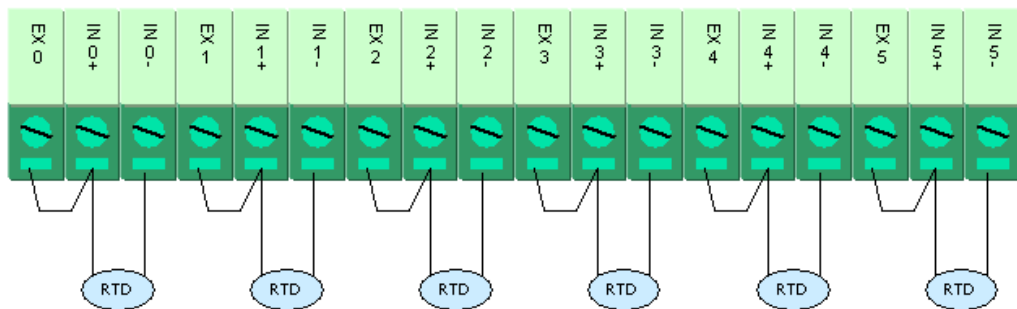 EX 0
IN 0+
IN 0-
EX 1
IN 1+
IN 1-
EX 2
IN 2+
IN 2-
EX 3
IN 3+
IN 3-
EX 4
IN 4+
IN 4-
EX 5
IN 5+
IN 5-
RTD
RTD
RTD
RTD
RTD
RTD